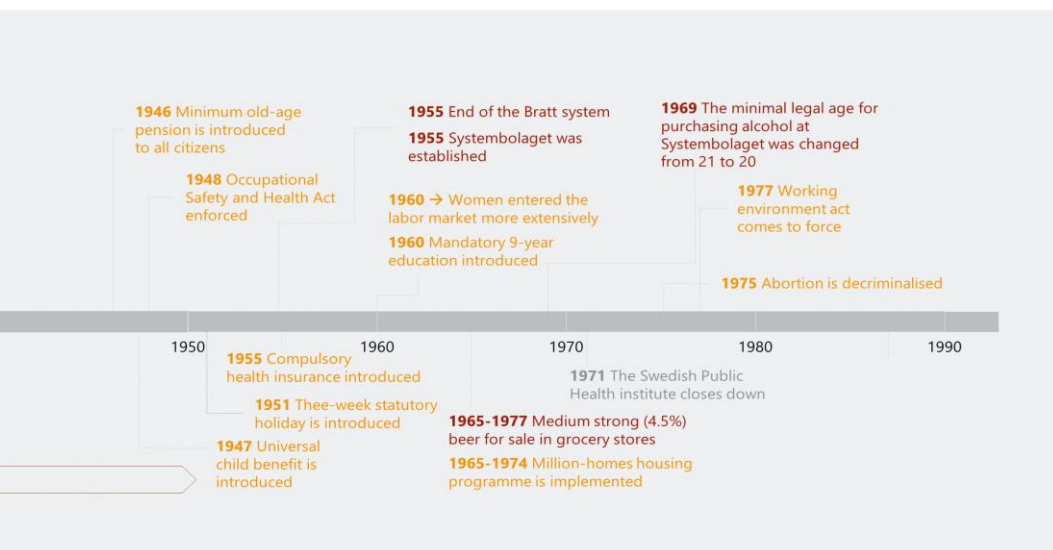 1946 Minimum old-age
pension is introduced
to all citizens
1948 Occupational
Safety and Health Act
enforced
1955 End of the Bratt system
1955 Systembolaget was
established
1960 → Women entered the
labor market more extensively
1960 Mandatory 9-year
education introduced
1969 The minimal legal age for
purchasing alcohol at
Systembolaget was changed
from 21 to 20
1977 Working
environment act
comes to force
1975 Abortion is decriminalised
1950
1960
1970
1980
1990
1955 Compulsory
health insurance introduced
1951 Thee-week statutory
holiday is introduced
1947 Universal
child benefit is
introduced
1971 The Swedish Public
Health institute closes down
1965-1977 Medium strong (4.5%)
beer for sale in grocery stores
1965-1974 Million-homes housing
programme is implemented